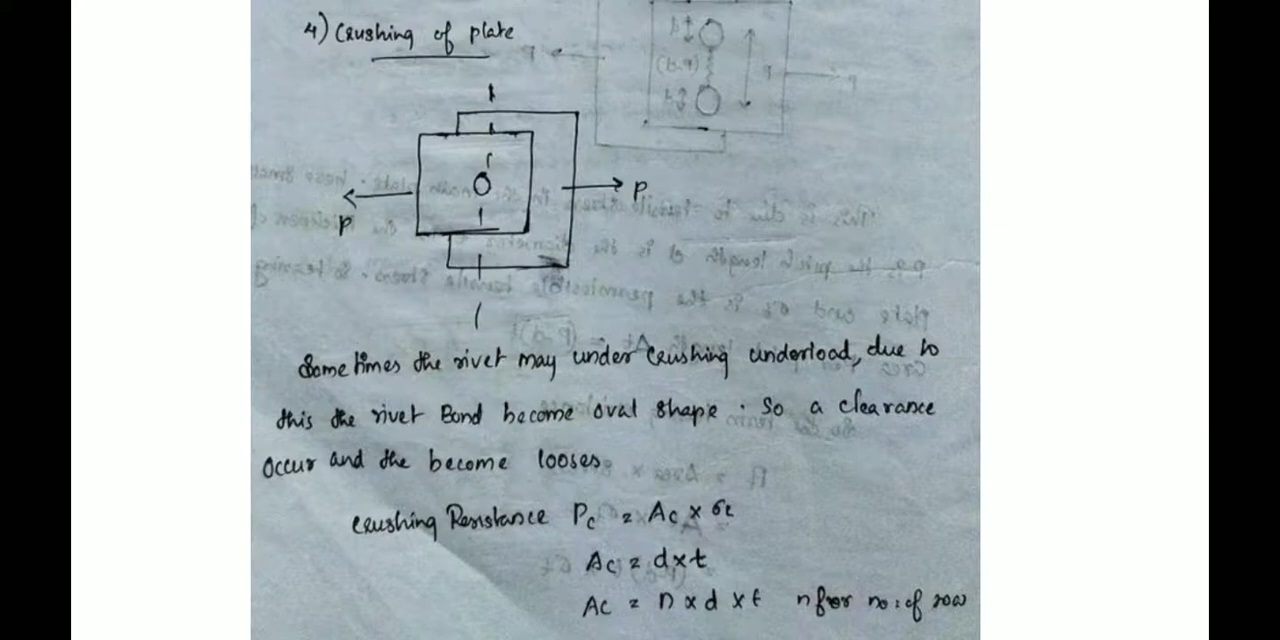 4) Crushing of plate
P
P
Some times the rivet may under crushing underload, due to
this the rivet Bond become oval shape. So a clearance
occur and the become looses
Crushing Resistance Pc = Ac x σc
Ac = d x t
Ac = n x d x t n for no: of row